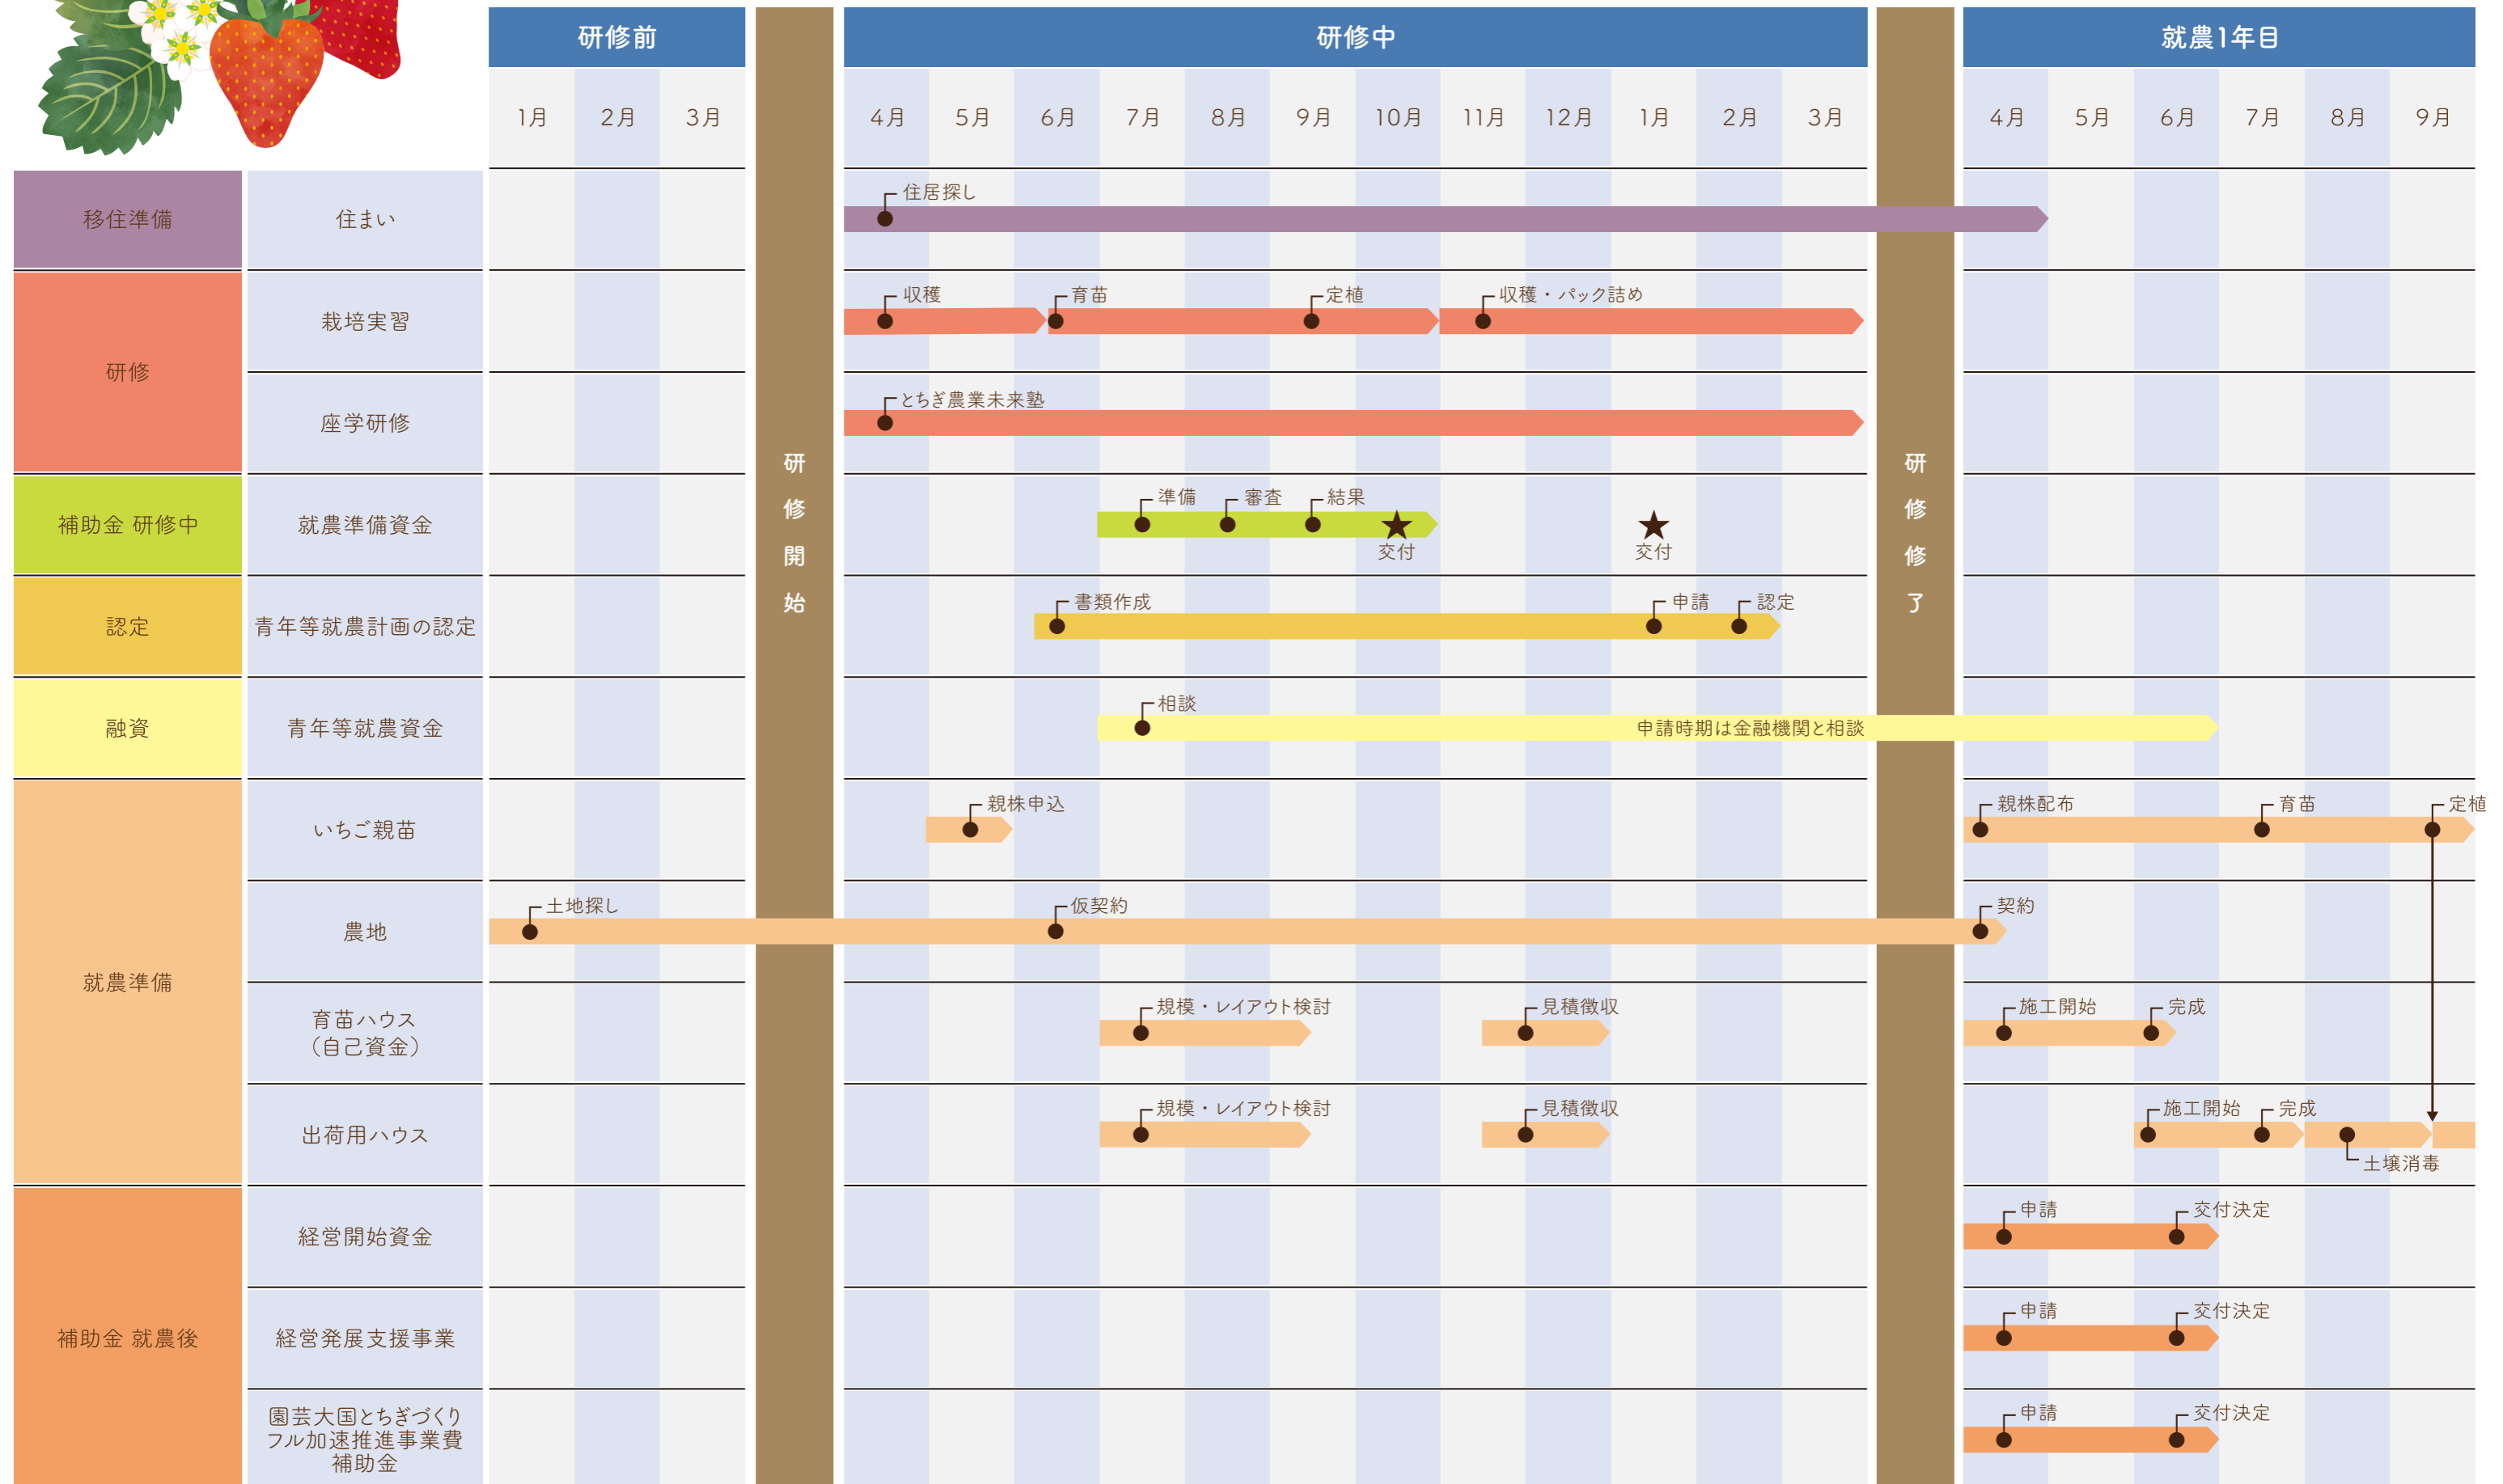 研修前
研修中
就農1年目
1月 2月 3月
4月 5月 6月 7月 8月 9月 10月 11月 12月 1月 2月 3月
4月 5月 6月 7月 8月 9月
研修開始
研修修了
移住準備
住まい
住居探し
研修
栽培実習
収穫 育苗 定植 収穫・パック詰め
座学研修
とちぎ農業未来塾
補助金 研修中
就農準備資金
準備 審査 結果
交付 交付
認定
青年等就農計画の認定
書類作成 申請 認定
融資
青年等就農資金
相談
申請時期は金融機関と相談
就農準備
いちご親苗
親株申込 親株配布 育苗 定植
農地
土地探し 仮契約 契約
育苗ハウス
（自己資金）
規模・レイアウト検討 見積徴収 施工開始 完成
出荷用ハウス
規模・レイアウト検討 見積徴収 施工開始 完成
土壌消毒
補助金 就農後
経営開始資金
申請 交付決定
経営発展支援事業
申請 交付決定
園芸大国とちぎづくり
フル加速推進事業費
補助金
申請 交付決定